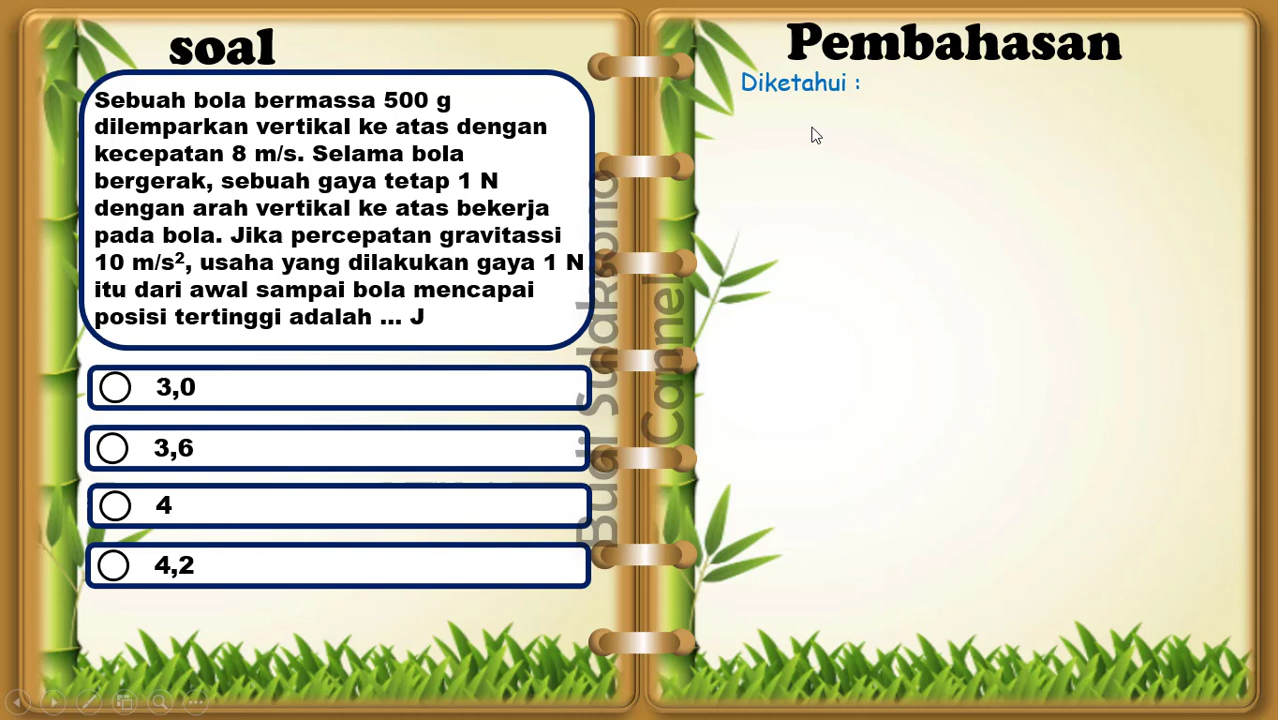 soal
Sebuah bola bermassa 500 g
dilemparkan vertikal ke atas dengan
kecepatan 8 m/s. Selama bola
bergerak, sebuah gaya tetap 1 N
dengan arah vertikal ke atas bekerja
pada bola. Jika percepatan gravitassi
10 m/s², usaha yang dilakukan gaya 1 N
itu dari awal sampai bola mencapai
posisi tertinggi adalah ... J
3,0
3,6
4
4,2
Pembahasan
Diketahui :